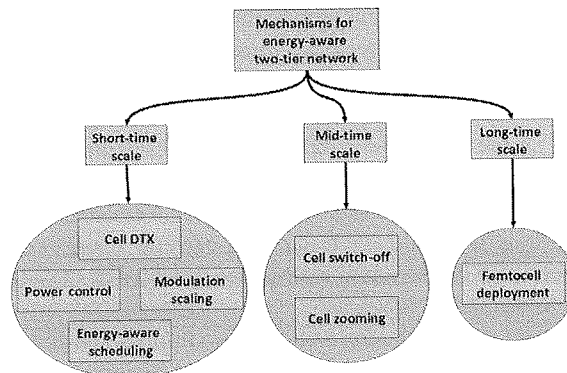 Mechanisms for
energy-aware
two-tier network
Short-time
scale
Mid-time
scale
Long-time
scale
Cell DTX
Power control
Modulation
scaling
Energy-aware
scheduling
Cell switch-off
Cell zooming
Femtocell
deployment